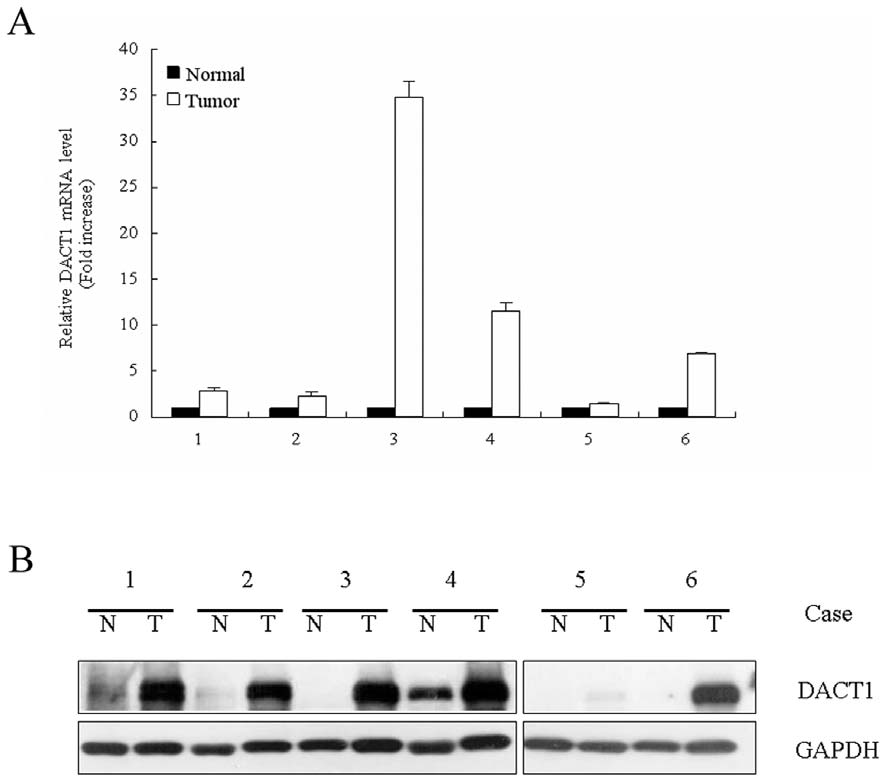 A
40
35
30
25
20
15
10
5
0
Relative DACT1 mRNA level
(Fold increase)
Normal
Tumor
1 2 3 4 5 6
B
1 2 3 4 5 6
N T N T N T N T N T N T
Case
DACT1
GAPDH